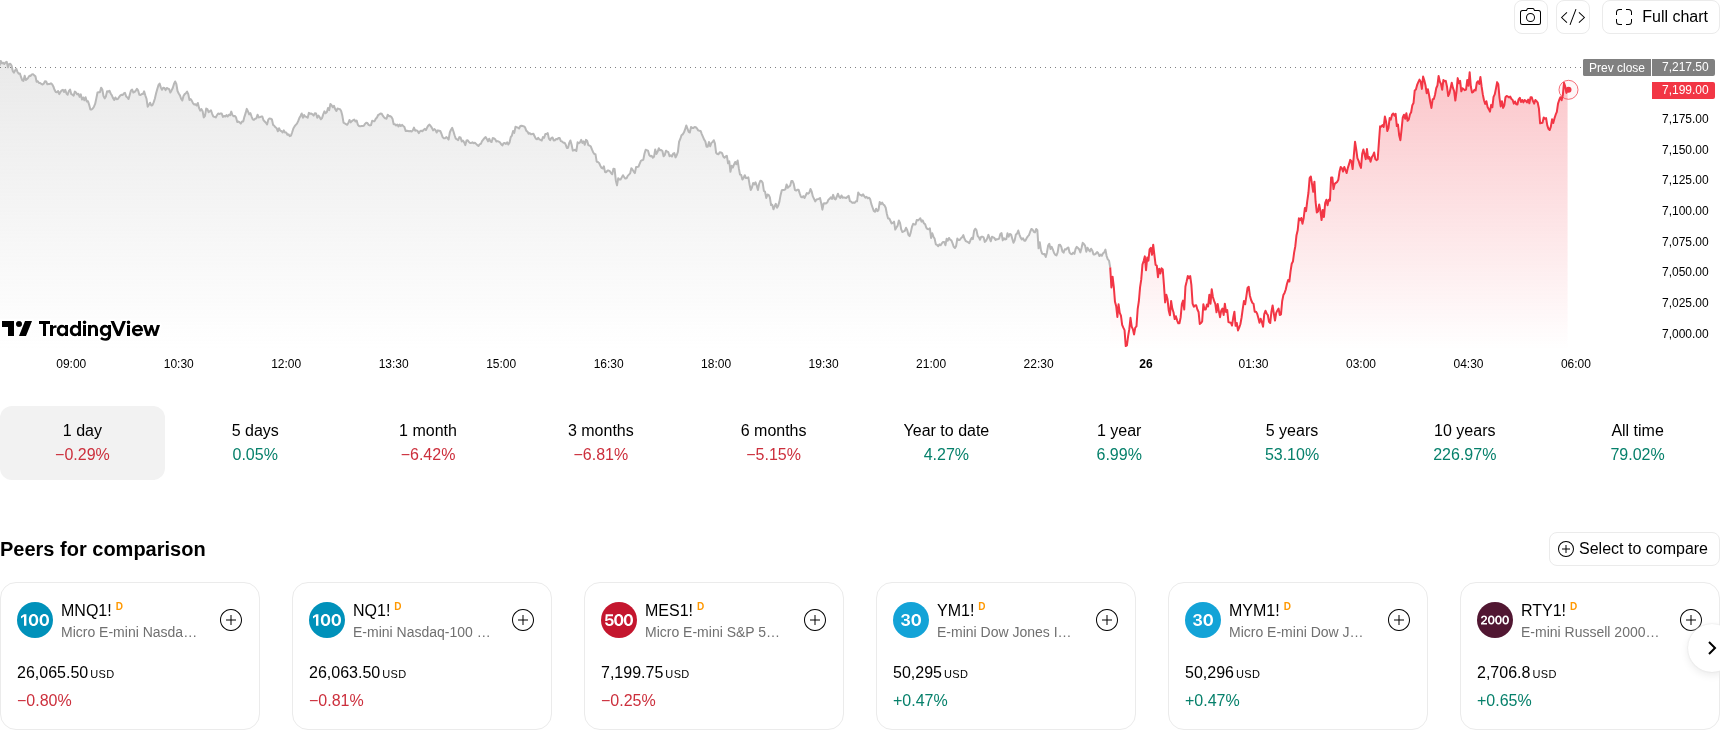 Full chart
Prev close 7,217.50
7,199.00
7,175.00
7,150.00
7,125.00
7,100.00
7,075.00
7,050.00
7,025.00
7,000.00
TradingView
09:00 10:30 12:00 13:30 15:00 16:30 18:00 19:30 21:00 22:30 26 01:30 03:00 04:30 06:00
1 day 5 days 1 month 3 months 6 months Year to date 1 year 5 years 10 years All time
−0.29% 0.05% −6.42% −6.81% −5.15% 4.27% 6.99% 53.10% 226.97% 79.02%
Peers for comparison
Select to compare
100
MNQ1! D
Micro E-mini Nasda…
26,065.50 USD
−0.80%
100
NQ1! D
E-mini Nasdaq-100 …
26,063.50 USD
−0.81%
500
MES1! D
Micro E-mini S&P 5…
7,199.75 USD
−0.25%
30
YM1! D
E-mini Dow Jones I…
50,295 USD
+0.47%
30
MYM1! D
Micro E-mini Dow J…
50,296 USD
+0.47%
2000
RTY1! D
E-mini Russell 2000…
2,706.8 USD
+0.65%